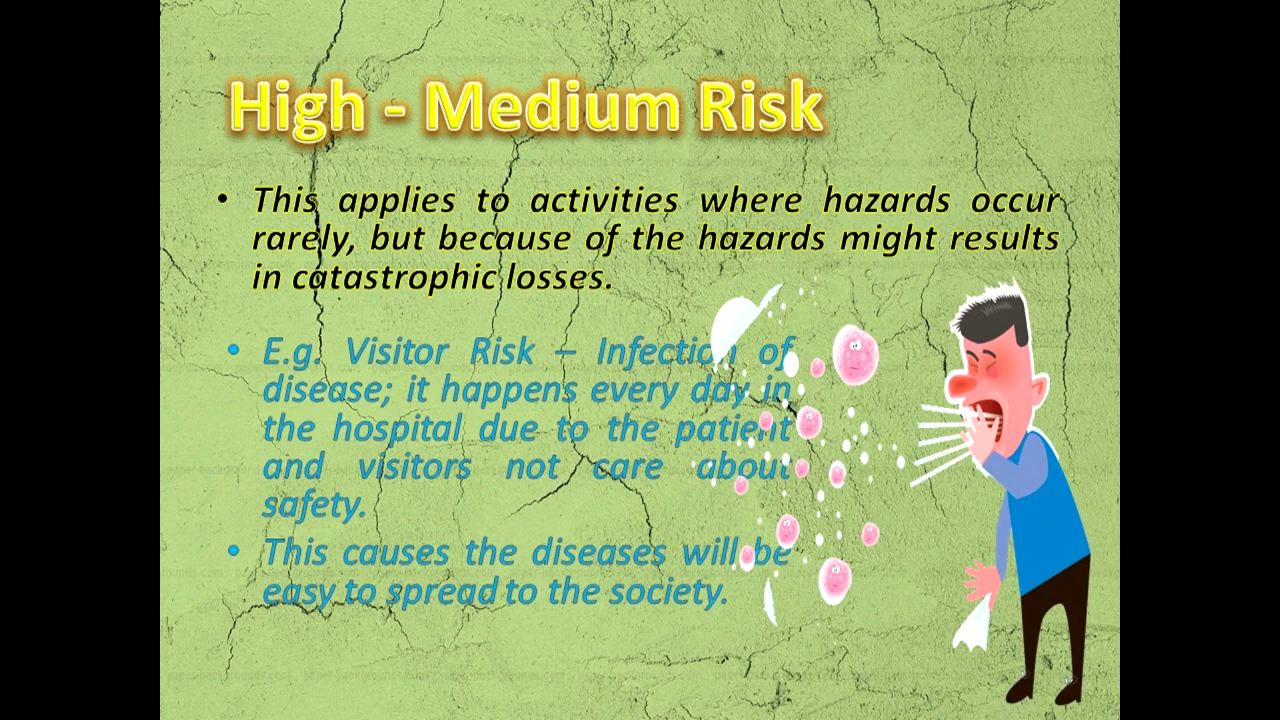 High - Medium Risk
• This applies to activities where hazards occur
rarely, but because of the hazards might results
in catastrophic losses.
• E.g. Visitor Risk – Infection of
disease; it happens every day in
the hospital due to the patient
and visitors not care about
safety.
• This causes the diseases will be
easy to spread to the society.